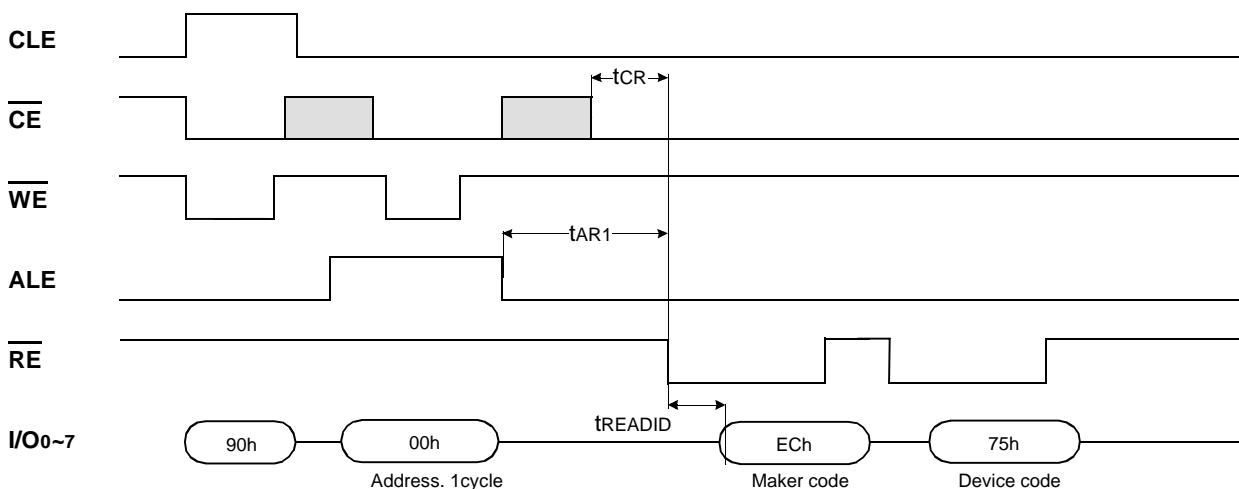 CLE
tCR
CE
WE
tAR1
ALE
RE
tREADID
I/O0~7
90h
00h
ECh
75h
Address. 1cycle
Maker code
Device code